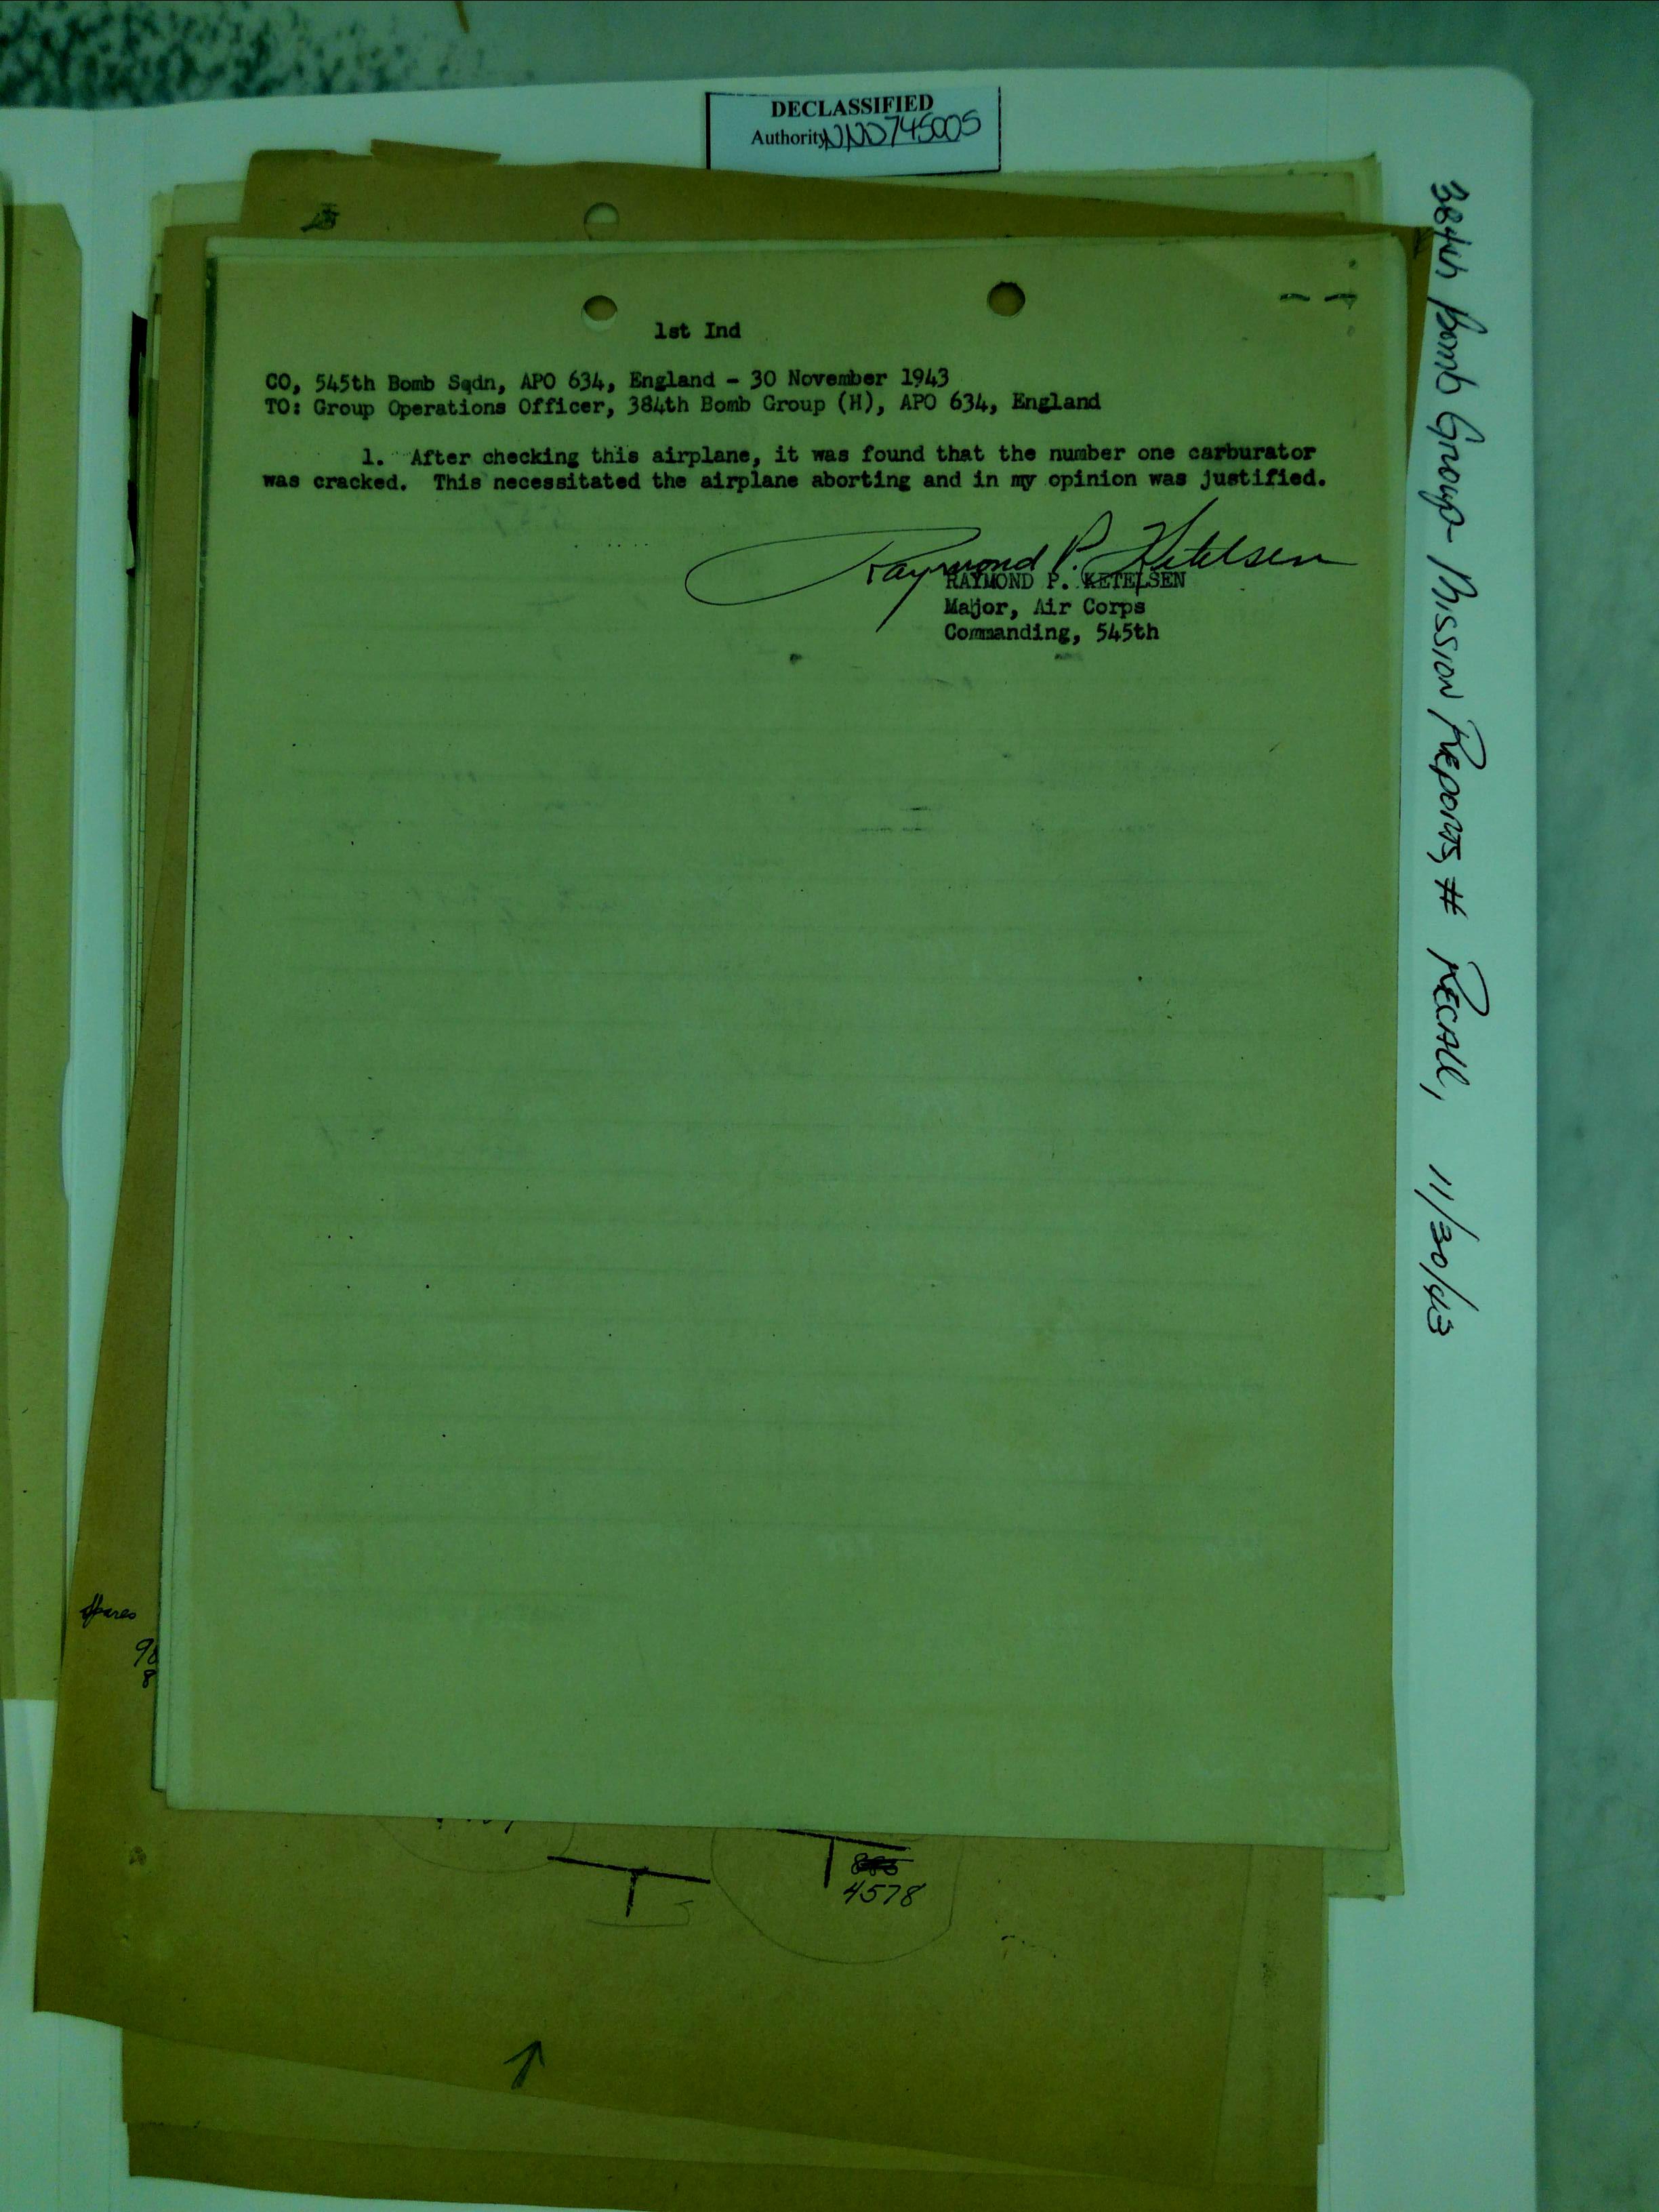 DECLASSIFIED
Authority NND745005
1st Ind
CO, 545th Bomb Sqdn, APO 634, England - 30 November 1943
TO: Group Operations Officer, 384th Bomb Group (H), APO 634, England
1. After checking this airplane, it was found that the number one carburator
was cracked. This necessitated the airplane aborting and in my opinion was justified.
Raymond P. Ketelsen
RAYMOND P. KETELSEN
Major, Air Corps
Commanding, 545th
384th Bomb Group Mission Reports, # Recall, 11/30/43
Spares
4578